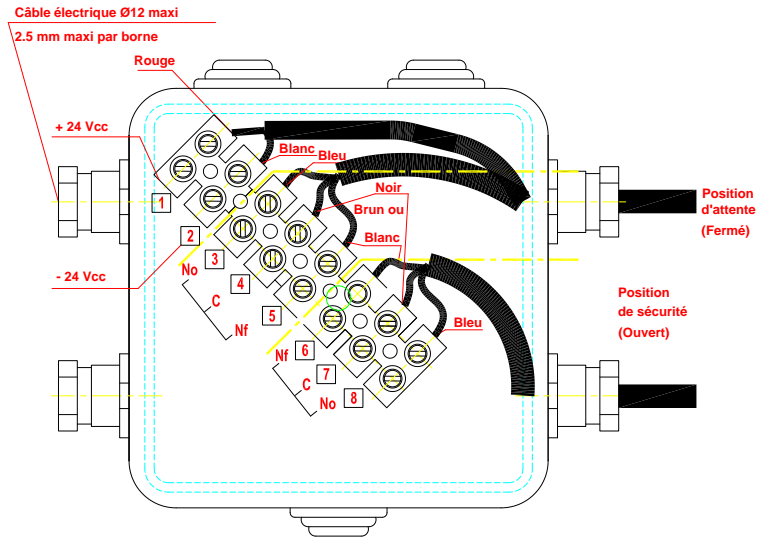 Câble électrique Ø12 maxi
2.5 mm maxi par borne
Rouge
+ 24 Vcc
Blanc
Bleu
Noir
Brun ou
Blanc
Position
d'attente
(Fermé)
1
2
3
4
5
6
7
8
- 24 Vcc
No
C
Nf
Nf
C
No
Bleu
Position
de sécurité
(Ouvert)